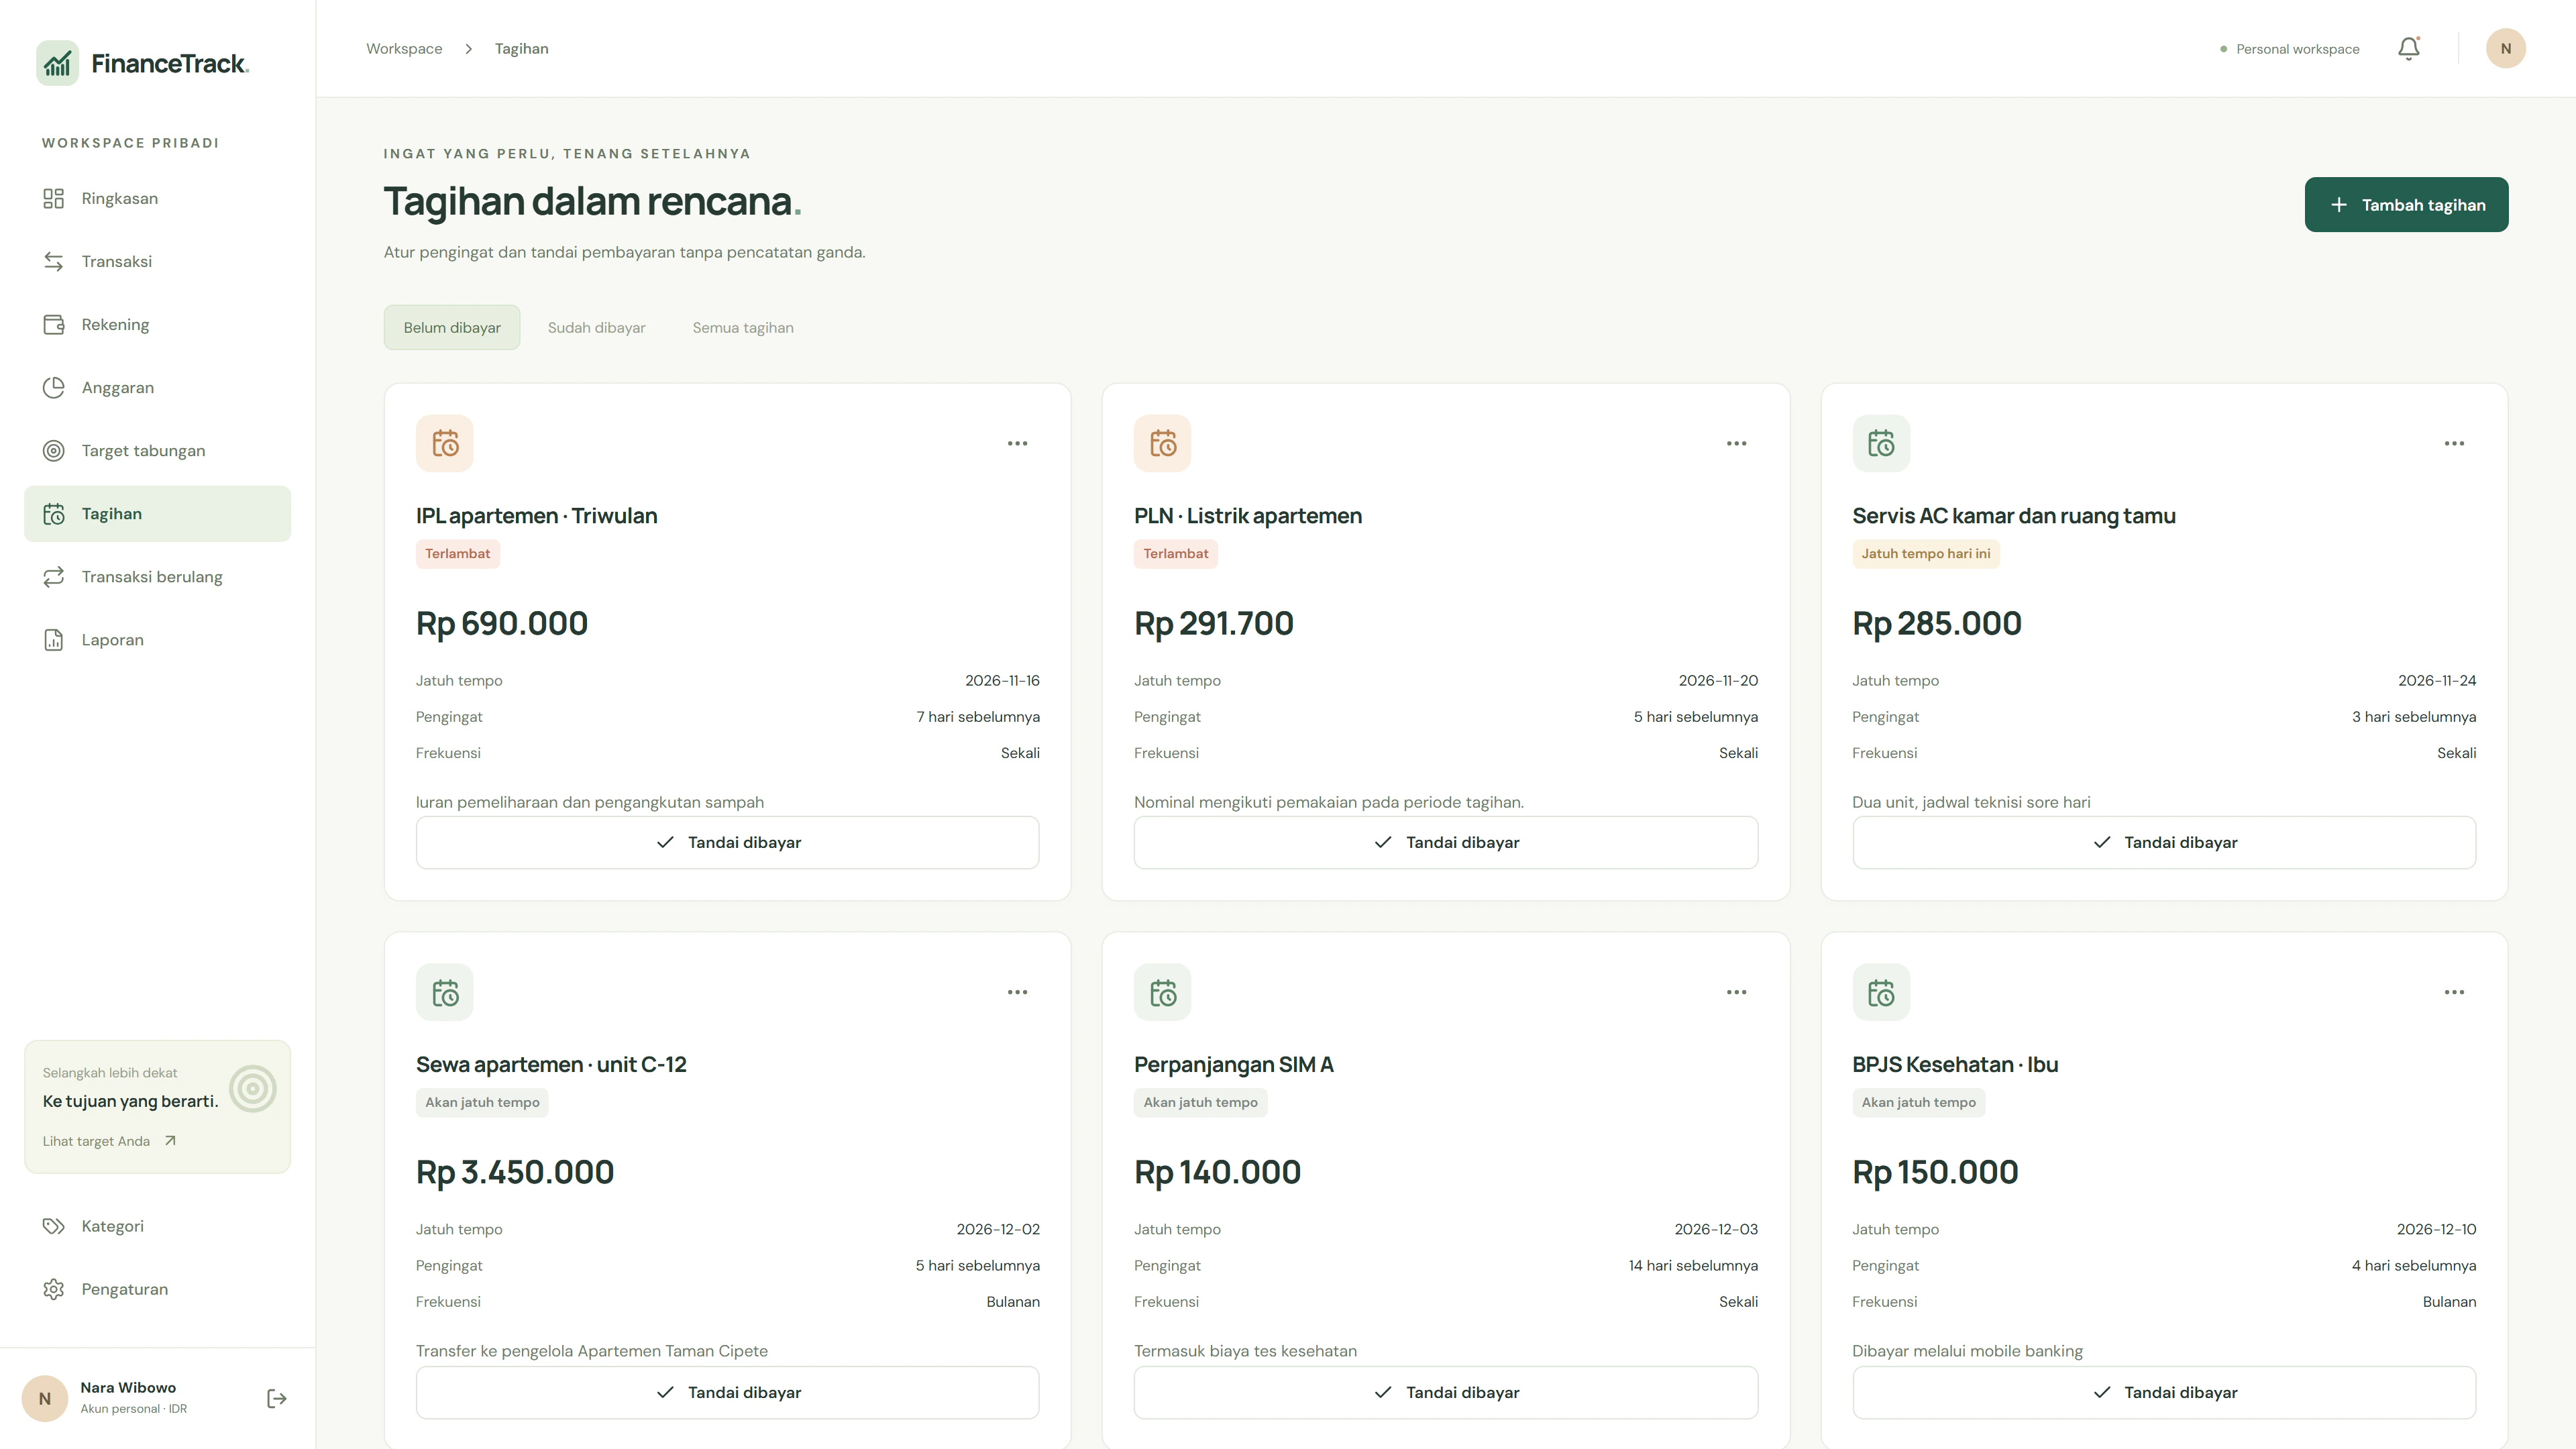 FinanceTrack.
WORKSPACE PRIBADI
Ringkasan
Transaksi
Rekening
Anggaran
Target tabungan
Tagihan
Transaksi berulang
Laporan
Selangkah lebih dekat
Ke tujuan yang berarti.
Lihat target Anda
Kategori
Pengaturan
N
Nara Wibowo
Akun personal · IDR
Workspace
Tagihan
Personal workspace
N
INGAT YANG PERLU, TENANG SETELAHNYA
Tagihan dalam rencana.
Atur pengingat dan tandai pembayaran tanpa pencatatan ganda.
Tambah tagihan
Belum dibayar
Sudah dibayar
Semua tagihan
IPL apartemen · Triwulan
Terlambat
Rp 690.000
Jatuh tempo 2026-11-16
Pengingat 7 hari sebelumnya
Frekuensi Sekali
Iuran pemeliharaan dan pengangkutan sampah
Tandai dibayar
PLN · Listrik apartemen
Terlambat
Rp 291.700
Jatuh tempo 2026-11-20
Pengingat 5 hari sebelumnya
Frekuensi Sekali
Nominal mengikuti pemakaian pada periode tagihan.
Tandai dibayar
Servis AC kamar dan ruang tamu
Jatuh tempo hari ini
Rp 285.000
Jatuh tempo 2026-11-24
Pengingat 3 hari sebelumnya
Frekuensi Sekali
Dua unit, jadwal teknisi sore hari
Tandai dibayar
Sewa apartemen · unit C-12
Akan jatuh tempo
Rp 3.450.000
Jatuh tempo 2026-12-02
Pengingat 5 hari sebelumnya
Frekuensi Bulanan
Transfer ke pengelola Apartemen Taman Cipete
Tandai dibayar
Perpanjangan SIM A
Akan jatuh tempo
Rp 140.000
Jatuh tempo 2026-12-03
Pengingat 14 hari sebelumnya
Frekuensi Sekali
Termasuk biaya tes kesehatan
Tandai dibayar
BPJS Kesehatan · Ibu
Akan jatuh tempo
Rp 150.000
Jatuh tempo 2026-12-10
Pengingat 4 hari sebelumnya
Frekuensi Bulanan
Dibayar melalui mobile banking
Tandai dibayar